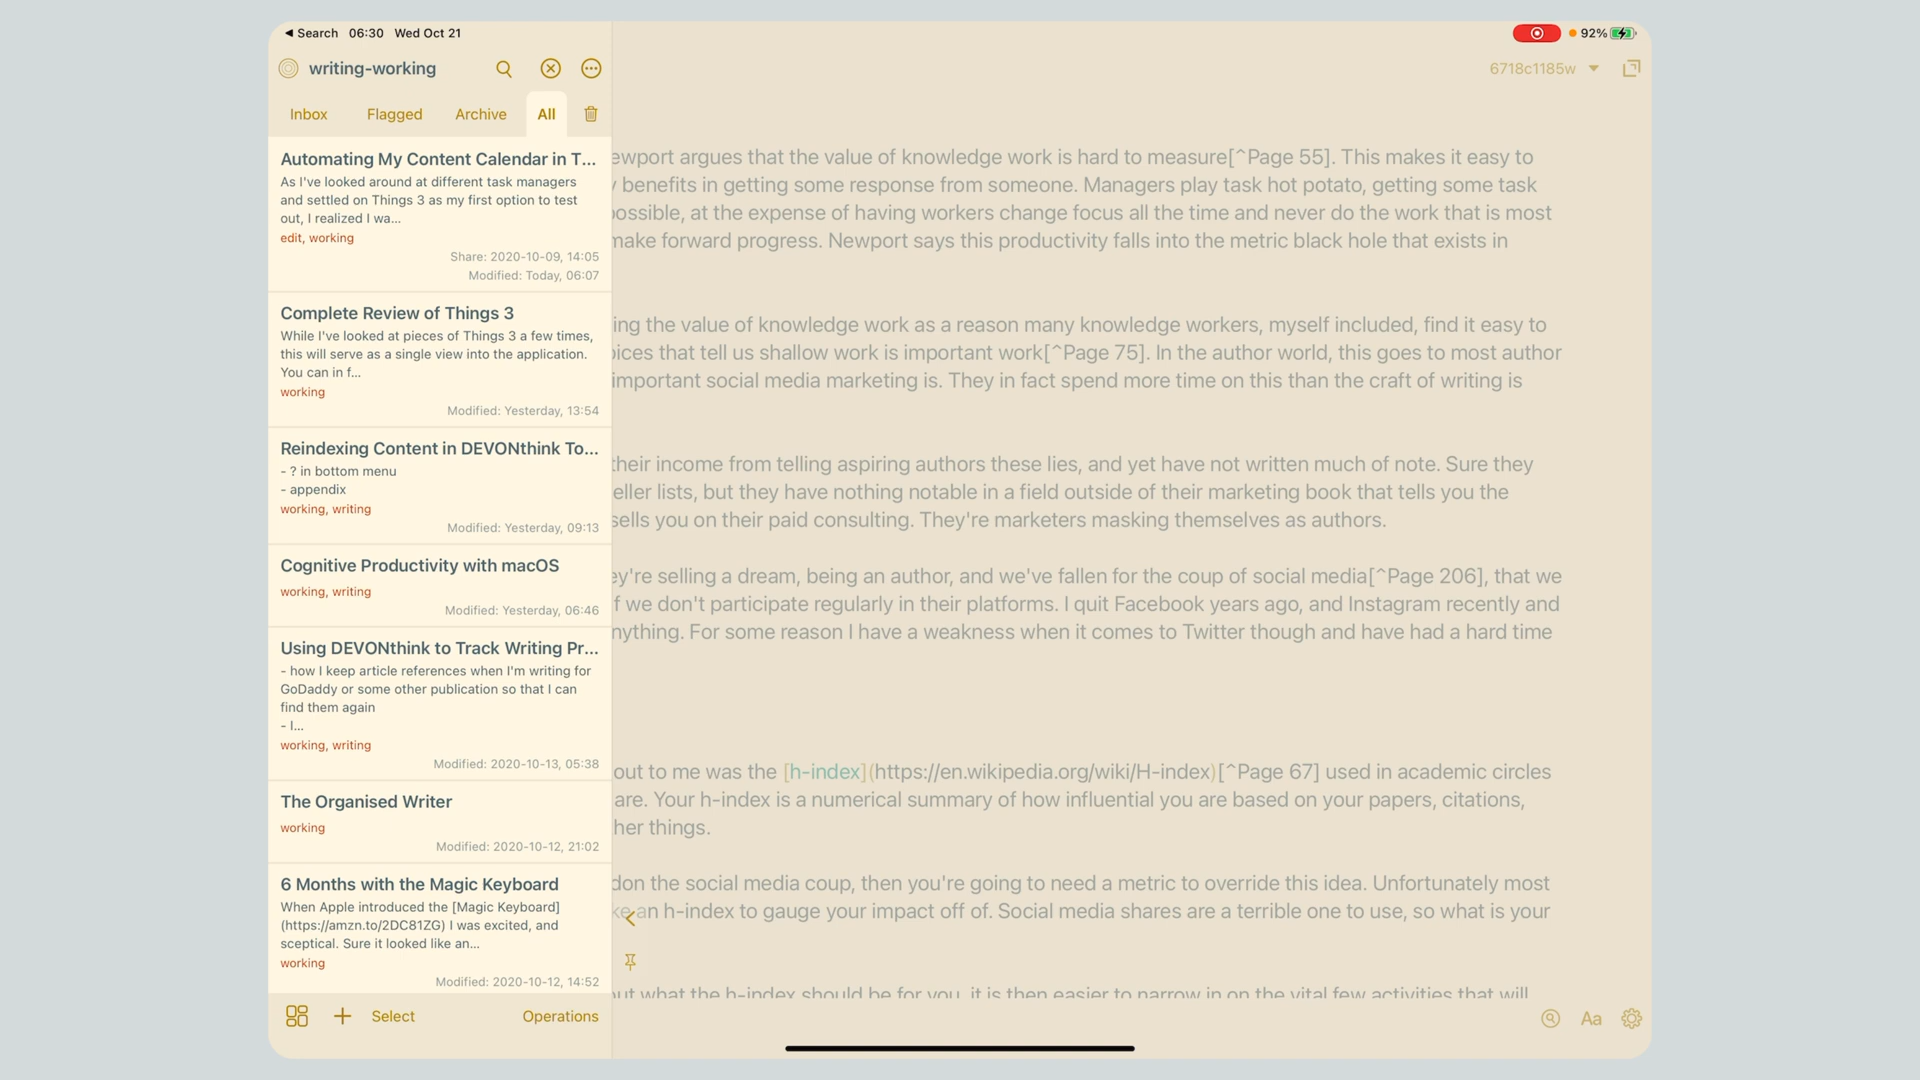 Search 06:30 Wed Oct 21
92%
writing-working
6718c1185w
Inbox Flagged Archive All
Automating My Content Calendar in T...
As I've looked around at different task managers
and settled on Things 3 as my first option to test
out, I realized I wa...
edit, working
Share: 2020-10-09, 14:05
Modified: Today, 06:07
Complete Review of Things 3
While I've looked at pieces of Things 3 a few times,
this will serve as a single view into the application.
You can in f...
working
Modified: Yesterday, 13:54
Reindexing Content in DEVONthink To...
- ? in bottom menu
- appendix
working, writing
Modified: Yesterday, 09:13
Cognitive Productivity with macOS
working, writing
Modified: Yesterday, 06:46
Using DEVONthink to Track Writing Pr...
- how I keep article references when I'm writing for
GoDaddy or some other publication so that I can
find them again
- I...
working, writing
Modified: 2020-10-13, 05:38
The Organised Writer
working
Modified: 2020-10-12, 21:02
6 Months with the Magic Keyboard
When Apple introduced the [Magic Keyboard]
(https://amzn.to/2DC81ZG) I was excited, and
sceptical. Sure it looked like an...
working
Modified: 2020-10-12, 14:52
Select Operations
ewport argues that the value of knowledge work is hard to measure[^Page 55]. This makes it easy to
benefits in getting some response from someone. Managers play task hot potato, getting some task
ossible, at the expense of having workers change focus all the time and never do the work that is most
make forward progress. Newport says this productivity falls into the metric black hole that exists in
ing the value of knowledge work as a reason many knowledge workers, myself included, find it easy to
oices that tell us shallow work is important work[^Page 75]. In the author world, this goes to most author
important social media marketing is. They in fact spend more time on this than the craft of writing is
their income from telling aspiring authors these lies, and yet have not written much of note. Sure they
eller lists, but they have nothing notable in a field outside of their marketing book that tells you the
sells you on their paid consulting. They're marketers masking themselves as authors.
ey're selling a dream, being an author, and we've fallen for the coup of social media[^Page 206], that we
f we don't participate regularly in their platforms. I quit Facebook years ago, and Instagram recently and
nything. For some reason I have a weakness when it comes to Twitter though and have had a hard time
out to me was the [h-index](https://en.wikipedia.org/wiki/H-index)[^Page 67] used in academic circles
are. Your h-index is a numerical summary of how influential you are based on your papers, citations,
her things.
don the social media coup, then you're going to need a metric to override this idea. Unfortunately most
an h-index to gauge your impact off of. Social media shares are a terrible one to use, so what is your
ut what the h-index should be for you, it is then easier to narrow in on the vital few activities that will
Aa